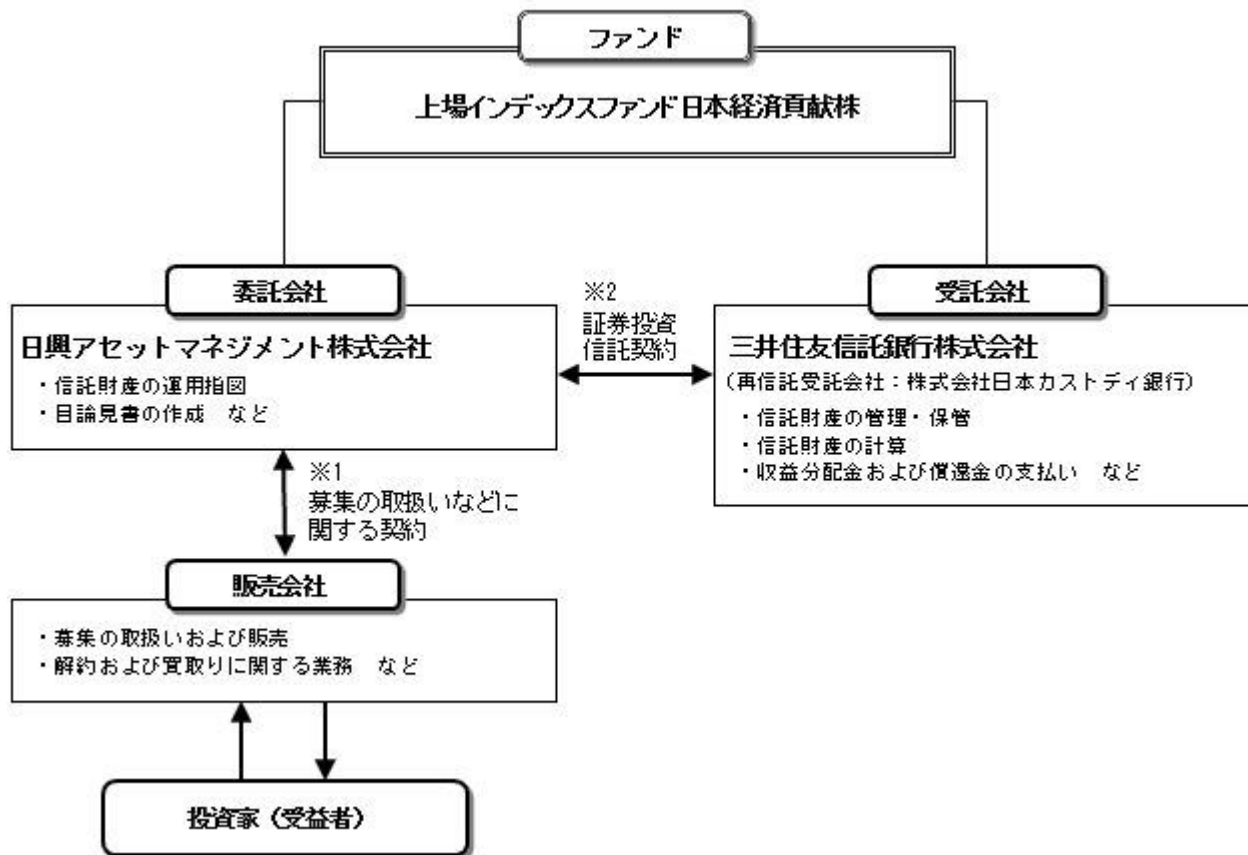 ファンド
上場インデックスファンド日本経済貢献株
委託会社
日興アセットマネジメント株式会社
・信託財産の運用指図
・目論見書の作成　など
※2
証券投資
信託契約
受託会社
三井住友信託銀行株式会社
(再信託受託会社：株式会社日本カストディ銀行)
・信託財産の管理・保管
・信託財産の計算
・収益分配金および償還金の支払い　など
※1
募集の取扱いなどに
関する契約
販売会社
・募集の取扱いおよび販売
・解約および買取りに関する業務　など
投資家（受益者）